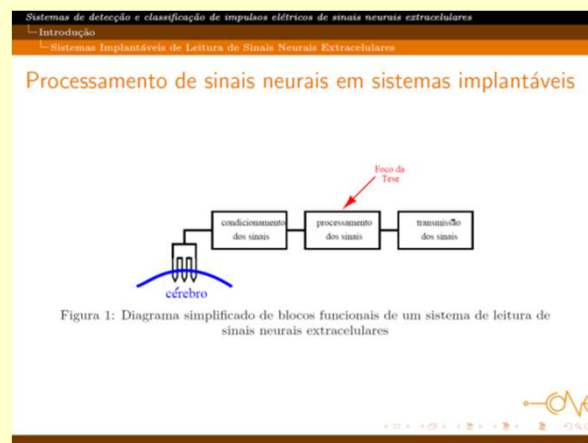 Sistemas de detecção e classificação de impulsos elétricos de sinais neurais extracelulares
Introdução
Sistemas Implantáveis de Leitura de Sinais Neurais Extracelulares
Processamento de sinais neurais em sistemas implantáveis
Foco da
Tese
condicionamento
dos sinais
processamento
dos sinais
transmissão
dos sinais
cérebro
Figura 1: Diagrama simplificado de blocos funcionais de um sistema de leitura de
sinais neurais extracelulares